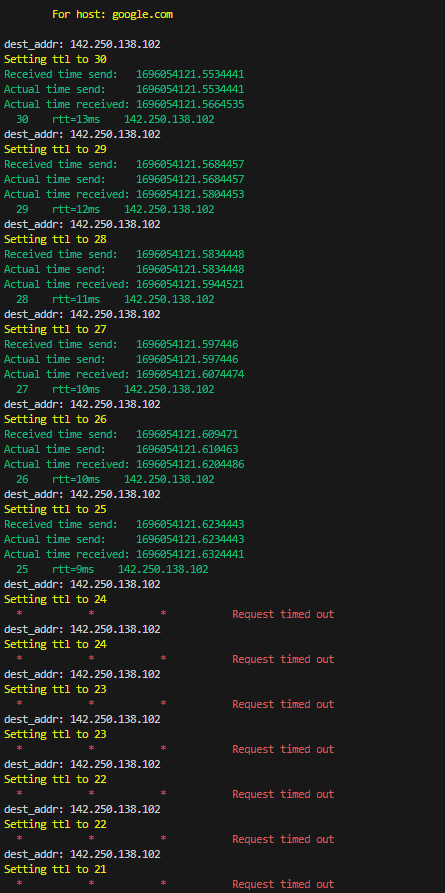 For host: google.com
dest_addr: 142.250.138.102
Setting ttl to 30
Received time send:   1696054121.5534441
Actual time send:     1696054121.5534441
Actual time received: 1696054121.5664535
30    rtt=13ms    142.250.138.102
dest_addr: 142.250.138.102
Setting ttl to 29
Received time send:   1696054121.5684457
Actual time send:     1696054121.5684457
Actual time received: 1696054121.5804453
29    rtt=12ms    142.250.138.102
dest_addr: 142.250.138.102
Setting ttl to 28
Received time send:   1696054121.5834448
Actual time send:     1696054121.5834448
Actual time received: 1696054121.5944521
28    rtt=11ms    142.250.138.102
dest_addr: 142.250.138.102
Setting ttl to 27
Received time send:   1696054121.597446
Actual time send:     1696054121.597446
Actual time received: 1696054121.6074474
27    rtt=10ms    142.250.138.102
dest_addr: 142.250.138.102
Setting ttl to 26
Received time send:   1696054121.609471
Actual time send:     1696054121.610463
Actual time received: 1696054121.6204486
26    rtt=10ms    142.250.138.102
dest_addr: 142.250.138.102
Setting ttl to 25
Received time send:   1696054121.6234443
Actual time send:     1696054121.6234443
Actual time received: 1696054121.6324441
25    rtt=9ms    142.250.138.102
dest_addr: 142.250.138.102
Setting ttl to 24
*           *           *           Request timed out
dest_addr: 142.250.138.102
Setting ttl to 24
*           *           *           Request timed out
dest_addr: 142.250.138.102
Setting ttl to 23
*           *           *           Request timed out
dest_addr: 142.250.138.102
Setting ttl to 23
*           *           *           Request timed out
dest_addr: 142.250.138.102
Setting ttl to 22
*           *           *           Request timed out
dest_addr: 142.250.138.102
Setting ttl to 22
*           *           *           Request timed out
dest_addr: 142.250.138.102
Setting ttl to 21
*           *           *           Request timed out